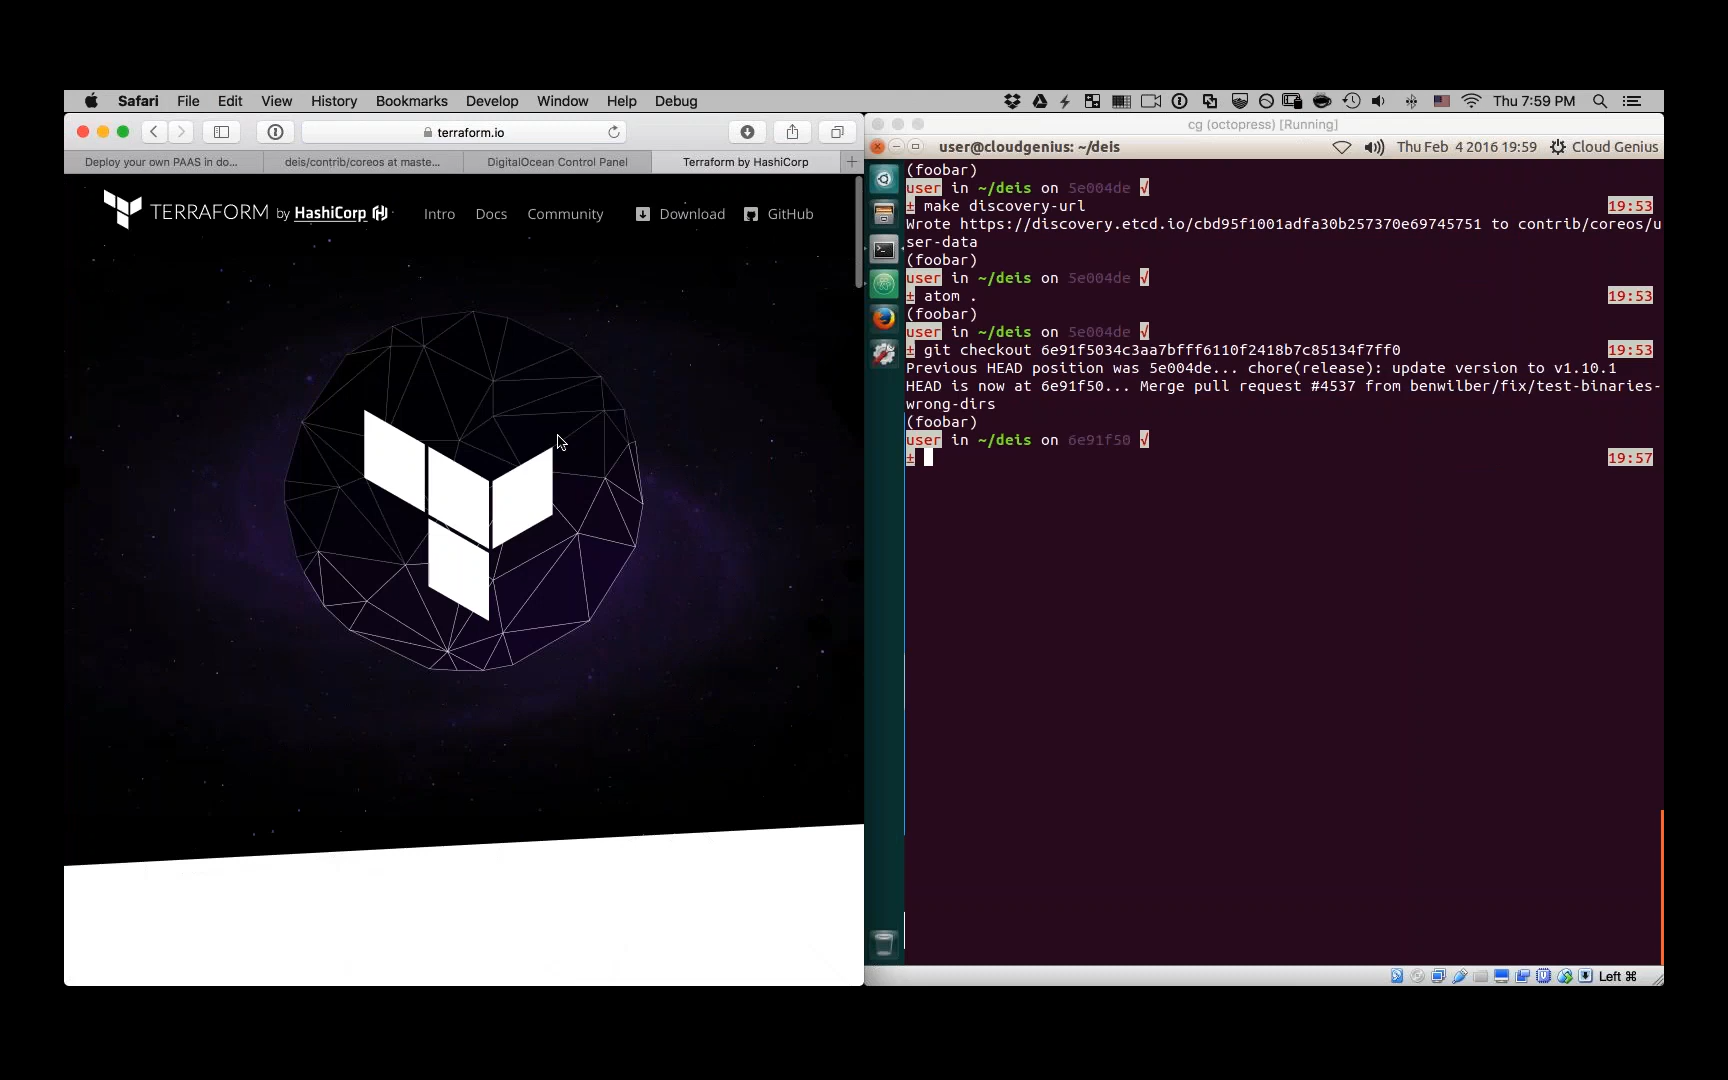 Safari File Edit View History Bookmarks Develop Window Help Debug
Thu 7:59 PM
terraform.io
Deploy your own PAAS in do...
deis/contrib/coreos at maste...
DigitalOcean Control Panel
Terraform by HashiCorp
TERRAFORM by HashiCorp
Intro Docs Community Download GitHub
cg (octopress) [Running]
user@cloudgenius: ~/deis
Thu Feb 4 2016 19:59 Cloud Genius
(foobar)
user in ~/deis on 5e004de √
± make discovery-url 19:53
Wrote https://discovery.etcd.io/cbd95f1001adfa30b257370e69745751 to contrib/coreos/u
ser-data
(foobar)
user in ~/deis on 5e004de √
± atom . 19:53
(foobar)
user in ~/deis on 5e004de √
± git checkout 6e91f5034c3aa7bfff6110f2418b7c85134f7ff0 19:53
Previous HEAD position was 5e004de... chore(release): update version to v1.10.1
HEAD is now at 6e91f50... Merge pull request #4537 from benwilber/fix/test-binaries-
wrong-dirs
(foobar)
user in ~/deis on 6e91f50 √
± 19:57
Left ⌘